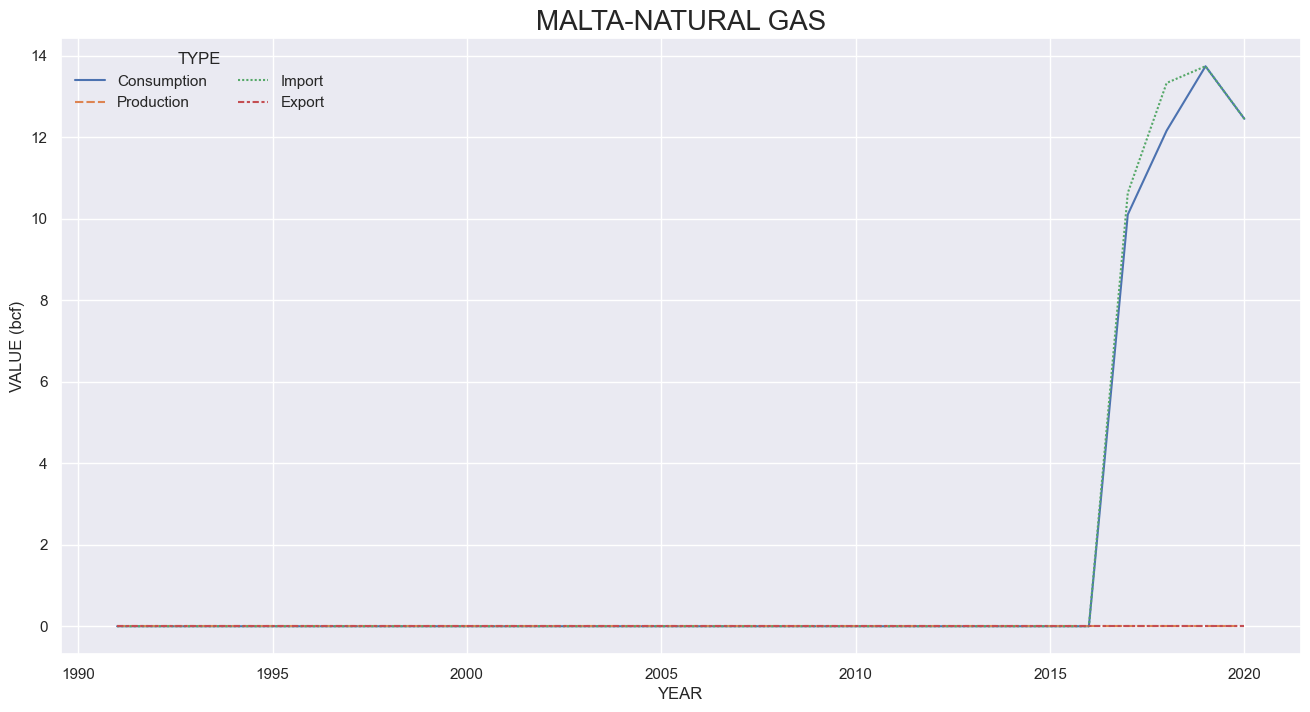 MALTA-NATURAL GAS
TYPE
Consumption
Production
Import
Export
VALUE (bcf)
14
12
10
8
6
4
2
0
1990 1995 2000 2005 2010 2015 2020
YEAR